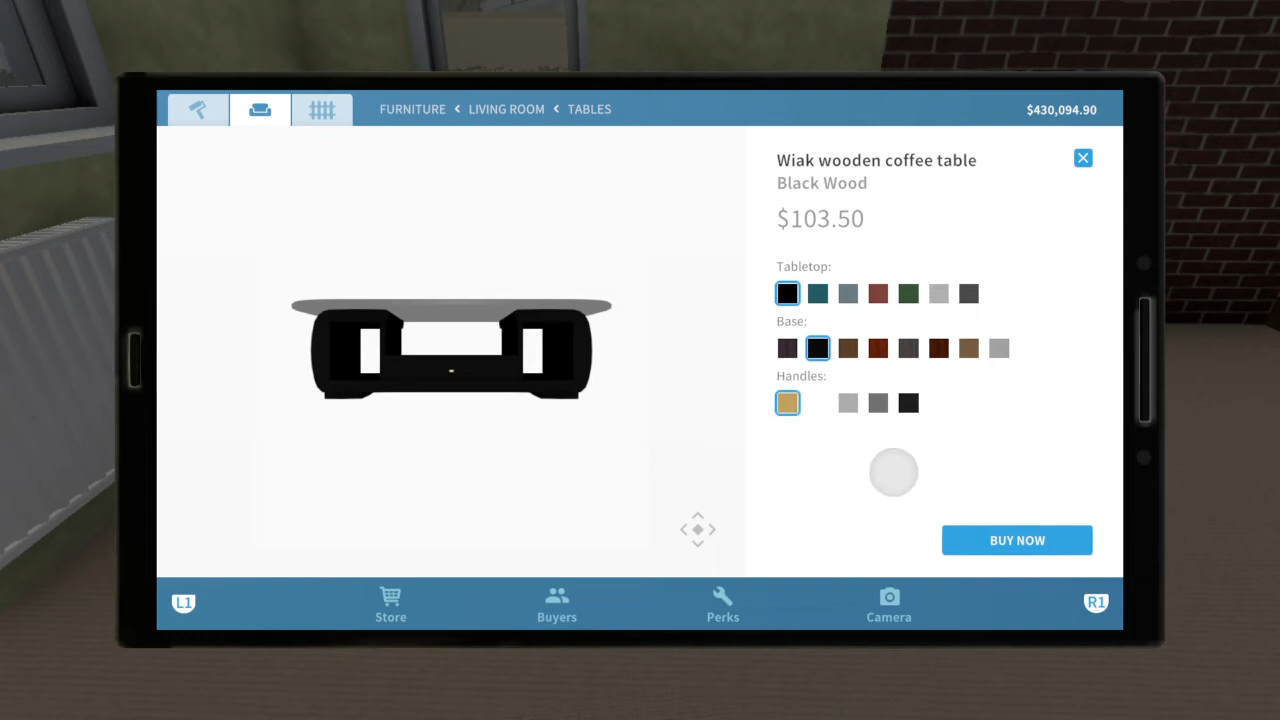 FURNITURE < LIVING ROOM < TABLES
$430,094.90
Wiak wooden coffee table
Black Wood
$103.50
Tabletop:
Base:
Handles:
BUY NOW
L1
Store
Buyers
Perks
Camera
R1